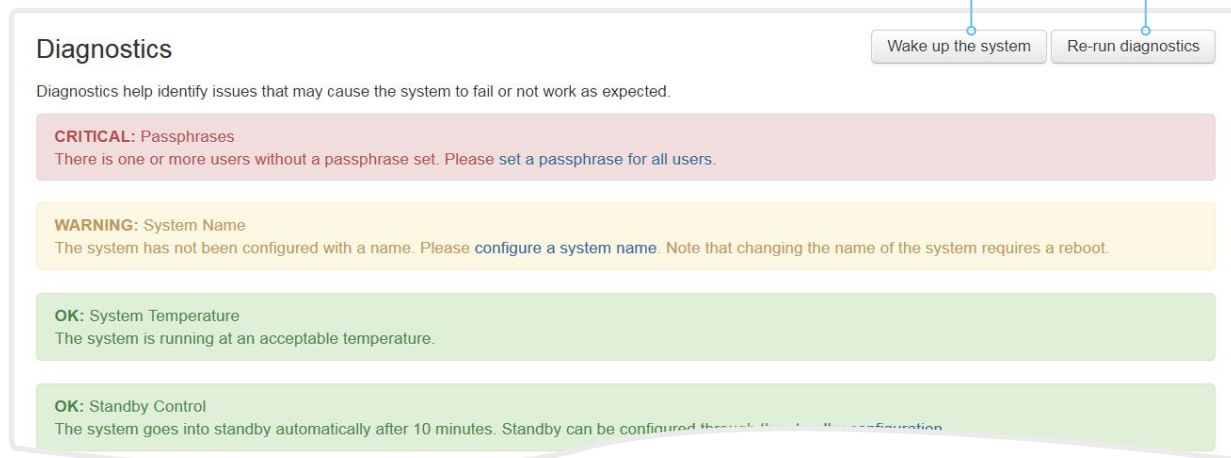 Diagnostics
Wake up the system
Re-run diagnostics
Diagnostics help identify issues that may cause the system to fail or not work as expected.
CRITICAL: Passphrases
There is one or more users without a passphrase set. Please set a passphrase for all users.
WARNING: System Name
The system has not been configured with a name. Please configure a system name. Note that changing the name of the system requires a reboot.
OK: System Temperature
The system is running at an acceptable temperature.
OK: Standby Control
The system goes into standby automatically after 10 minutes. Standby can be configured through the standby configuration